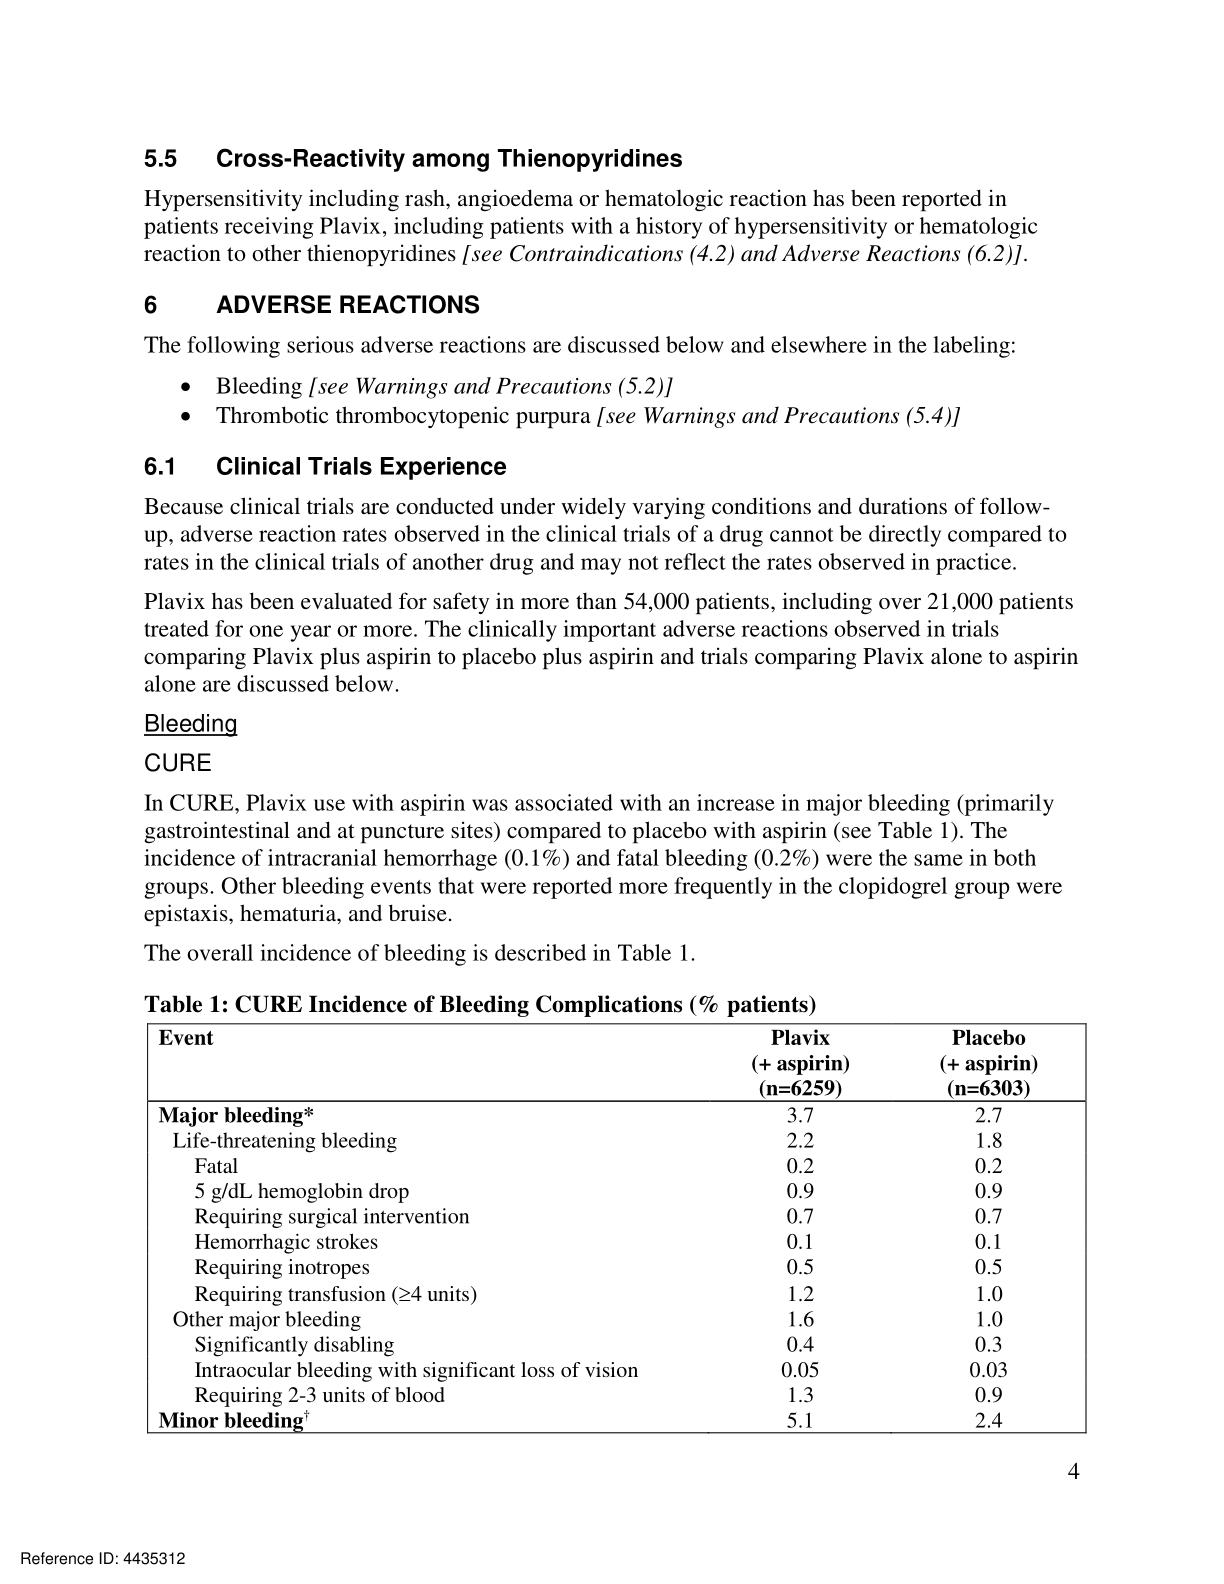 5.5 Cross-Reactivity among Thienopyridines
Hypersensitivity including rash, angioedema or hematologic reaction has been reported in
patients receiving Plavix, including patients with a history of hypersensitivity or hematologic
reaction to other thienopyridines [see Contraindications (4.2) and Adverse Reactions (6.2)].
6 ADVERSE REACTIONS
The following serious adverse reactions are discussed below and elsewhere in the labeling:
• Bleeding [see Warnings and Precautions (5.2)]
• Thrombotic thrombocytopenic purpura [see Warnings and Precautions (5.4)]
6.1 Clinical Trials Experience
Because clinical trials are conducted under widely varying conditions and durations of follow-
up, adverse reaction rates observed in the clinical trials of a drug cannot be directly compared to
rates in the clinical trials of another drug and may not reflect the rates observed in practice.
Plavix has been evaluated for safety in more than 54,000 patients, including over 21,000 patients
treated for one year or more. The clinically important adverse reactions observed in trials
comparing Plavix plus aspirin to placebo plus aspirin and trials comparing Plavix alone to aspirin
alone are discussed below.
Bleeding
CURE
In CURE, Plavix use with aspirin was associated with an increase in major bleeding (primarily
gastrointestinal and at puncture sites) compared to placebo with aspirin (see Table 1). The
incidence of intracranial hemorrhage (0.1%) and fatal bleeding (0.2%) were the same in both
groups. Other bleeding events that were reported more frequently in the clopidogrel group were
epistaxis, hematuria, and bruise.
The overall incidence of bleeding is described in Table 1.
Table 1: CURE Incidence of Bleeding Complications (% patients)
Event Plavix Placebo
(+ aspirin) (+ aspirin)
(n=6259) (n=6303)
Major bleeding* 3.7 2.7
Life-threatening bleeding 2.2 1.8
Fatal 0.2 0.2
5 g/dL hemoglobin drop 0.9 0.9
Requiring surgical intervention 0.7 0.7
Hemorrhagic strokes 0.1 0.1
Requiring inotropes 0.5 0.5
Requiring transfusion (≥4 units) 1.2 1.0
Other major bleeding 1.6 1.0
Significantly disabling 0.4 0.3
Intraocular bleeding with significant loss of vision 0.05 0.03
Requiring 2-3 units of blood 1.3 0.9
Minor bleeding† 5.1 2.4
4
Reference ID: 4435312